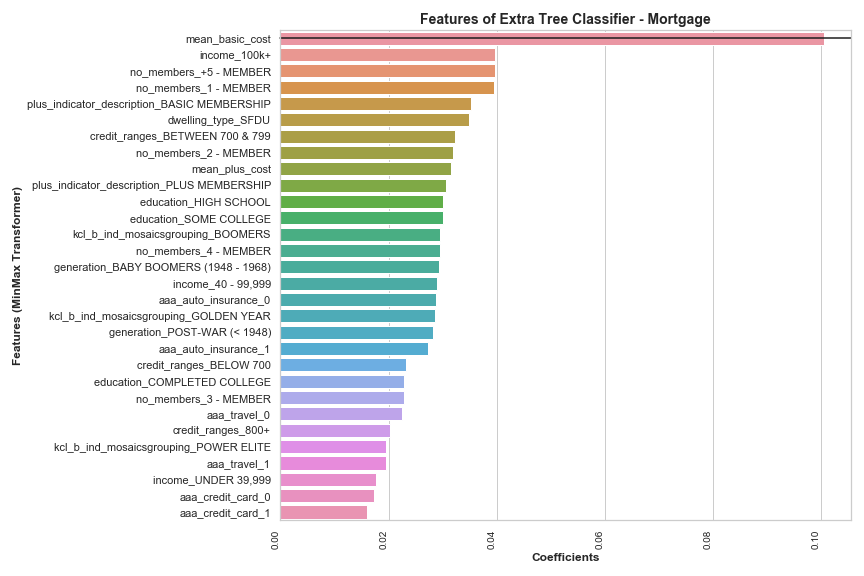 Features of Extra Tree Classifier - Mortgage
mean_basic_cost
income_100k+
no_members_+5 - MEMBER
no_members_1 - MEMBER
plus_indicator_description_BASIC MEMBERSHIP
dwelling_type_SFDU
credit_ranges_BETWEEN 700 & 799
no_members_2 - MEMBER
mean_plus_cost
plus_indicator_description_PLUS MEMBERSHIP
education_HIGH SCHOOL
education_SOME COLLEGE
kcl_b_ind_mosaicsgrouping_BOOMERS
no_members_4 - MEMBER
generation_BABY BOOMERS (1948 - 1968)
income_40 - 99,999
aaa_auto_insurance_0
kcl_b_ind_mosaicsgrouping_GOLDEN YEAR
generation_POST-WAR (< 1948)
aaa_auto_insurance_1
credit_ranges_BELOW 700
education_COMPLETED COLLEGE
no_members_3 - MEMBER
aaa_travel_0
credit_ranges_800+
kcl_b_ind_mosaicsgrouping_POWER ELITE
aaa_travel_1
income_UNDER 39,999
aaa_credit_card_0
aaa_credit_card_1
Features (MinMax Transformer)
0.00
0.02
0.04
0.06
0.08
0.10
Coefficients